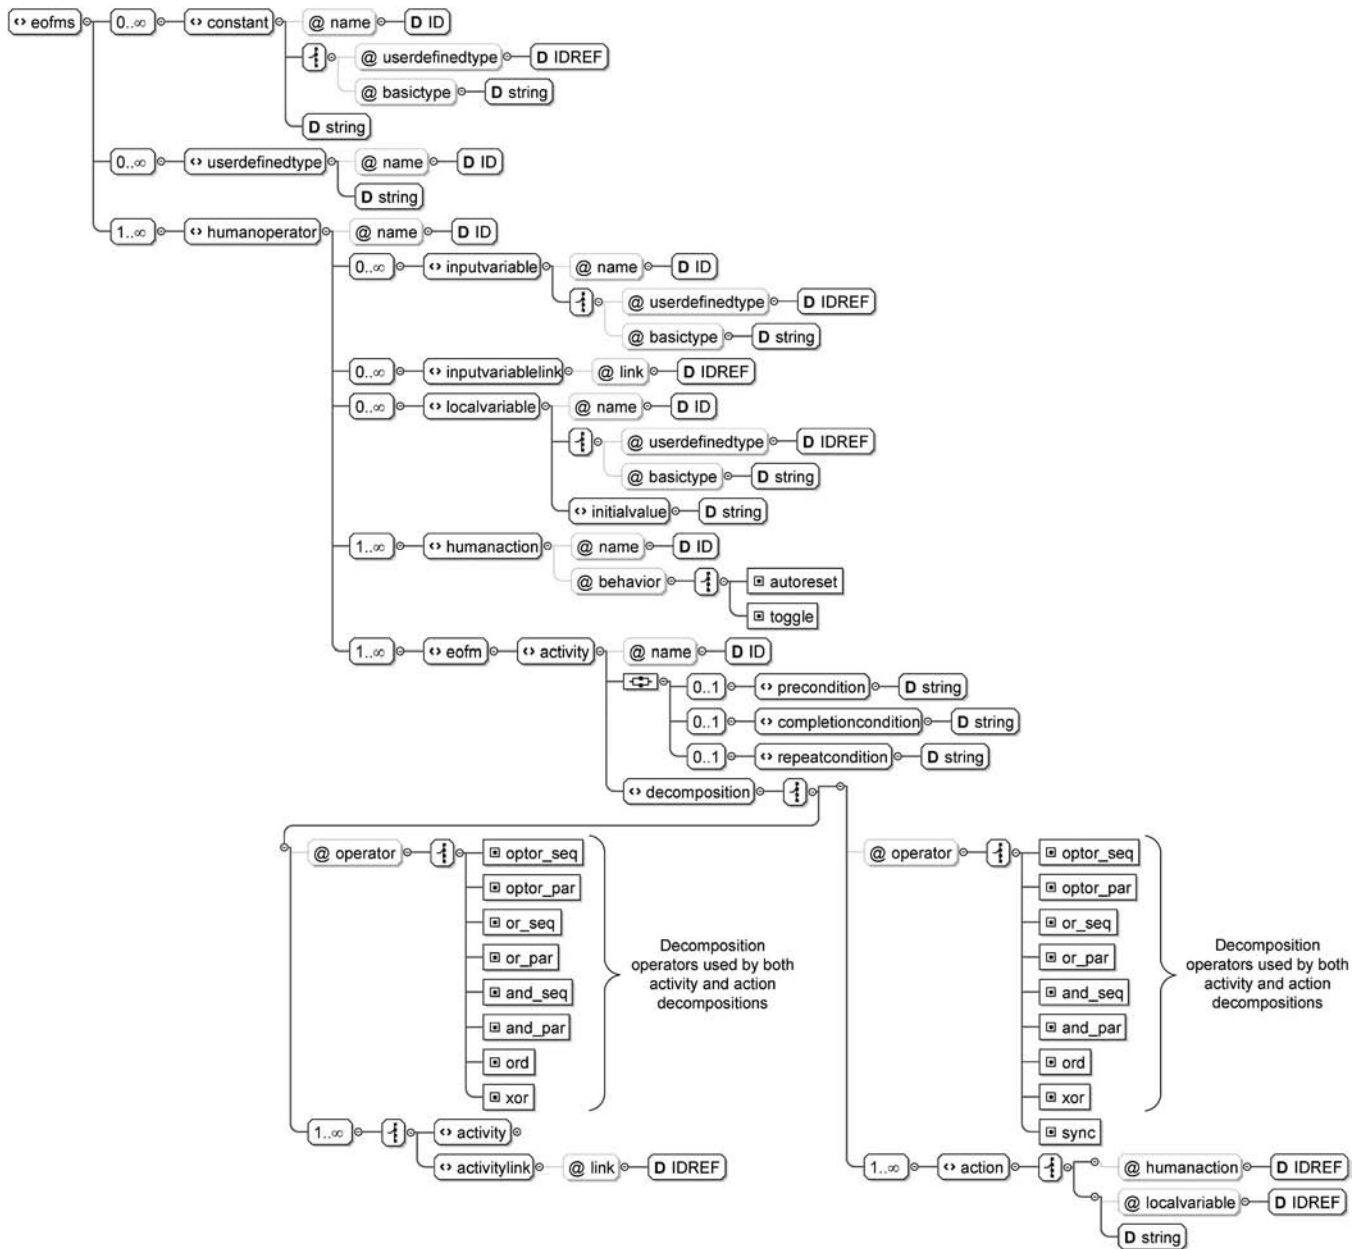 <> eofms 0..∞ <> constant @ name D ID
@ userdefinedtype D IDREF
@ basictype D string
D string
0..∞ <> userdefinedtype @ name D ID
D string
1..∞ <> humanoperator @ name D ID
0..∞ <> inputvariable @ name D ID
@ userdefinedtype D IDREF
@ basictype D string
0..∞ <> inputvariablelink @ link D IDREF
0..∞ <> localvariable @ name D ID
@ userdefinedtype D IDREF
@ basictype D string
<> initialvalue D string
1..∞ <> humanaction @ name D ID
@ behavior autoreset
toggle
1..∞ <> eofm <> activity @ name D ID
0..1 <> precondition D string
0..1 <> completioncondition D string
0..1 <> repeatcondition D string
<> decomposition
@ operator optor_seq
optor_par
or_seq
or_par
and_seq
and_par
ord
xor
Decomposition
operators used by both
activity and action
decompositions
1..∞ <> activity
<> activitylink @ link D IDREF
@ operator optor_seq
optor_par
or_seq
or_par
and_seq
and_par
ord
xor
sync
Decomposition
operators used by both
activity and action
decompositions
1..∞ <> action @ humanaction D IDREF
@ localvariable D IDREF
D string